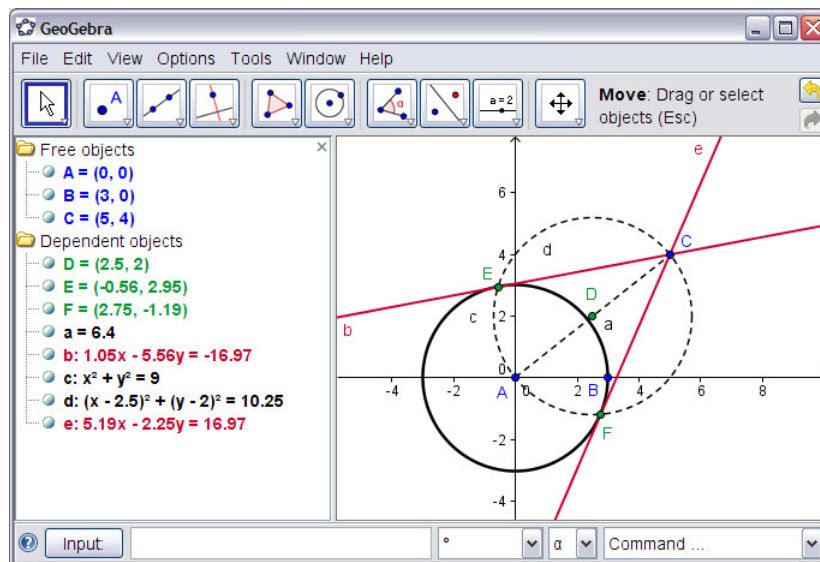 GeoGebra
File Edit View Options Tools Window Help
A
α
a=2
Move: Drag or select
objects (Esc)
Free objects
A = (0, 0)
B = (3, 0)
C = (5, 4)
Dependent objects
D = (2.5, 2)
E = (-0.56, 2.95)
F = (2.75, -1.19)
a = 6.4
b: 1.05x - 5.56y = -16.97
c: x² + y² = 9
d: (x - 2.5)² + (y - 2)² = 10.25
e: 5.19x - 2.25y = 16.97
e
6
d
C
4
E
D
c
2
a
b
0
A
0
B
-4
-2
2
4
6
8
F
-2
-4
Input:
°
α
Command ...